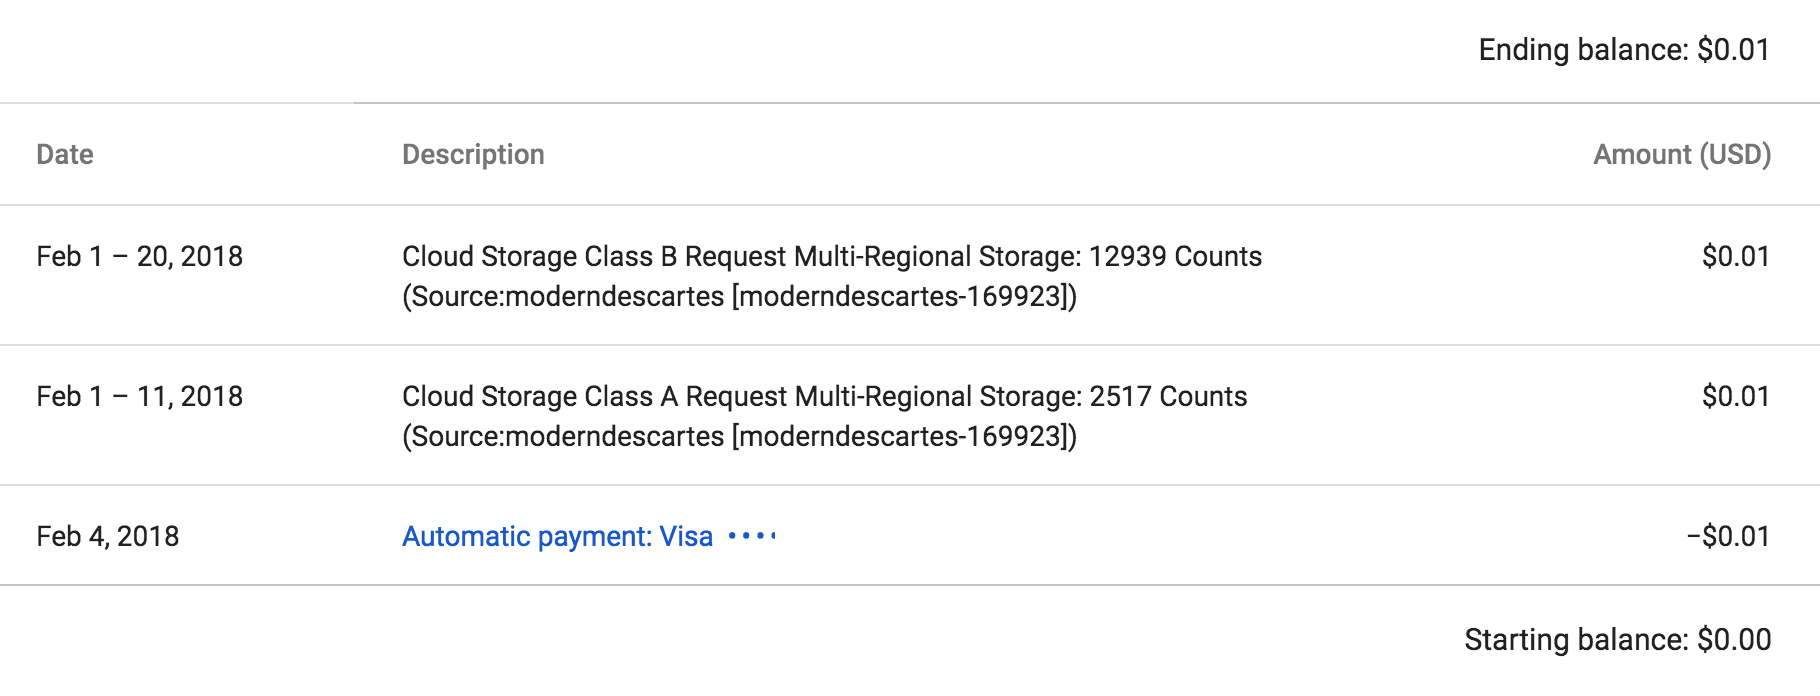 Ending balance: $0.01
Date Description Amount (USD)
Feb 1 – 20, 2018 Cloud Storage Class B Request Multi-Regional Storage: 12939 Counts $0.01
(Source:moderndescartes [moderndescartes-169923])
Feb 1 – 11, 2018 Cloud Storage Class A Request Multi-Regional Storage: 2517 Counts $0.01
(Source:moderndescartes [moderndescartes-169923])
Feb 4, 2018 Automatic payment: Visa •••• −$0.01
Starting balance: $0.00